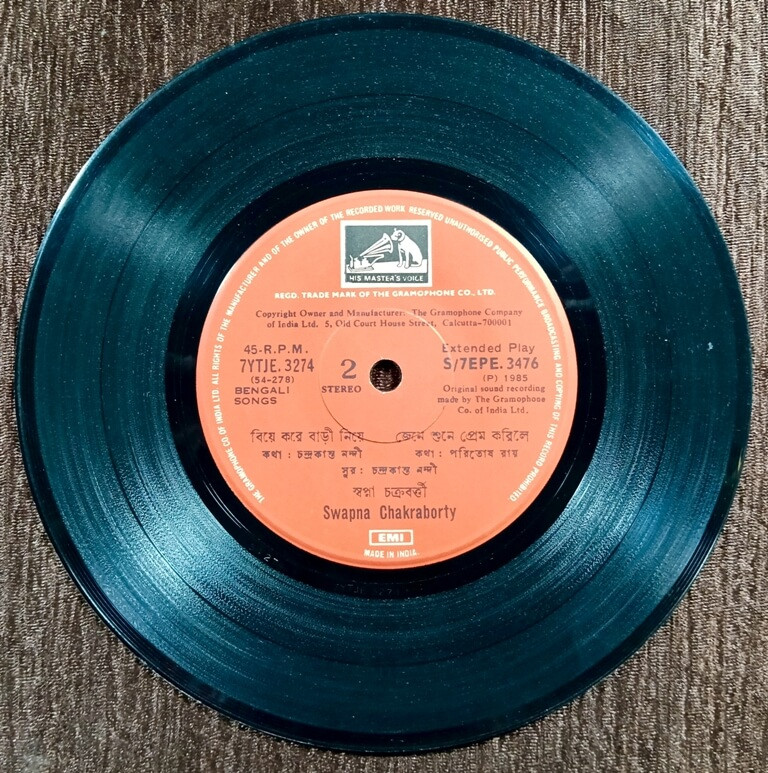 THE GRAMOPHONE CO. OF INDIA LTD. ALL RIGHTS OF THE MANUFACTURER AND OF THE OWNER OF THE RECORDED WORK RESERVED UNAUTHORISED PUBLIC PERFORMANCE BROADCASTING AND COPYING OF THIS RECORD PROHIBITED
HIS MASTER'S VOICE
REGD. TRADE MARK OF THE GRAMOPHONE CO., LTD.
Copyright Owner and Manufacturer: The Gramophone Company
of India Ltd. 5, Old Court House Street, Calcutta-700001
45-R.P.M.
7YTJE. 3274
(54-278)
BENGALI
SONGS
2
STEREO
Extended Play
S/7EPE. 3476
(P) 1985
Original sound recording
made by The Gramophone
Co. of India Ltd.
বিয়ে করে বাড়ী নিয়ে জেনে শুনে প্রেম করিলে
কথা : চন্দ্রকান্ত নন্দী কথা : পরিতোষ রায়
সুর : চন্দ্রকান্ত নন্দী
স্বপ্না চক্রবর্ত্তী
Swapna Chakraborty
EMI
MADE IN INDIA.